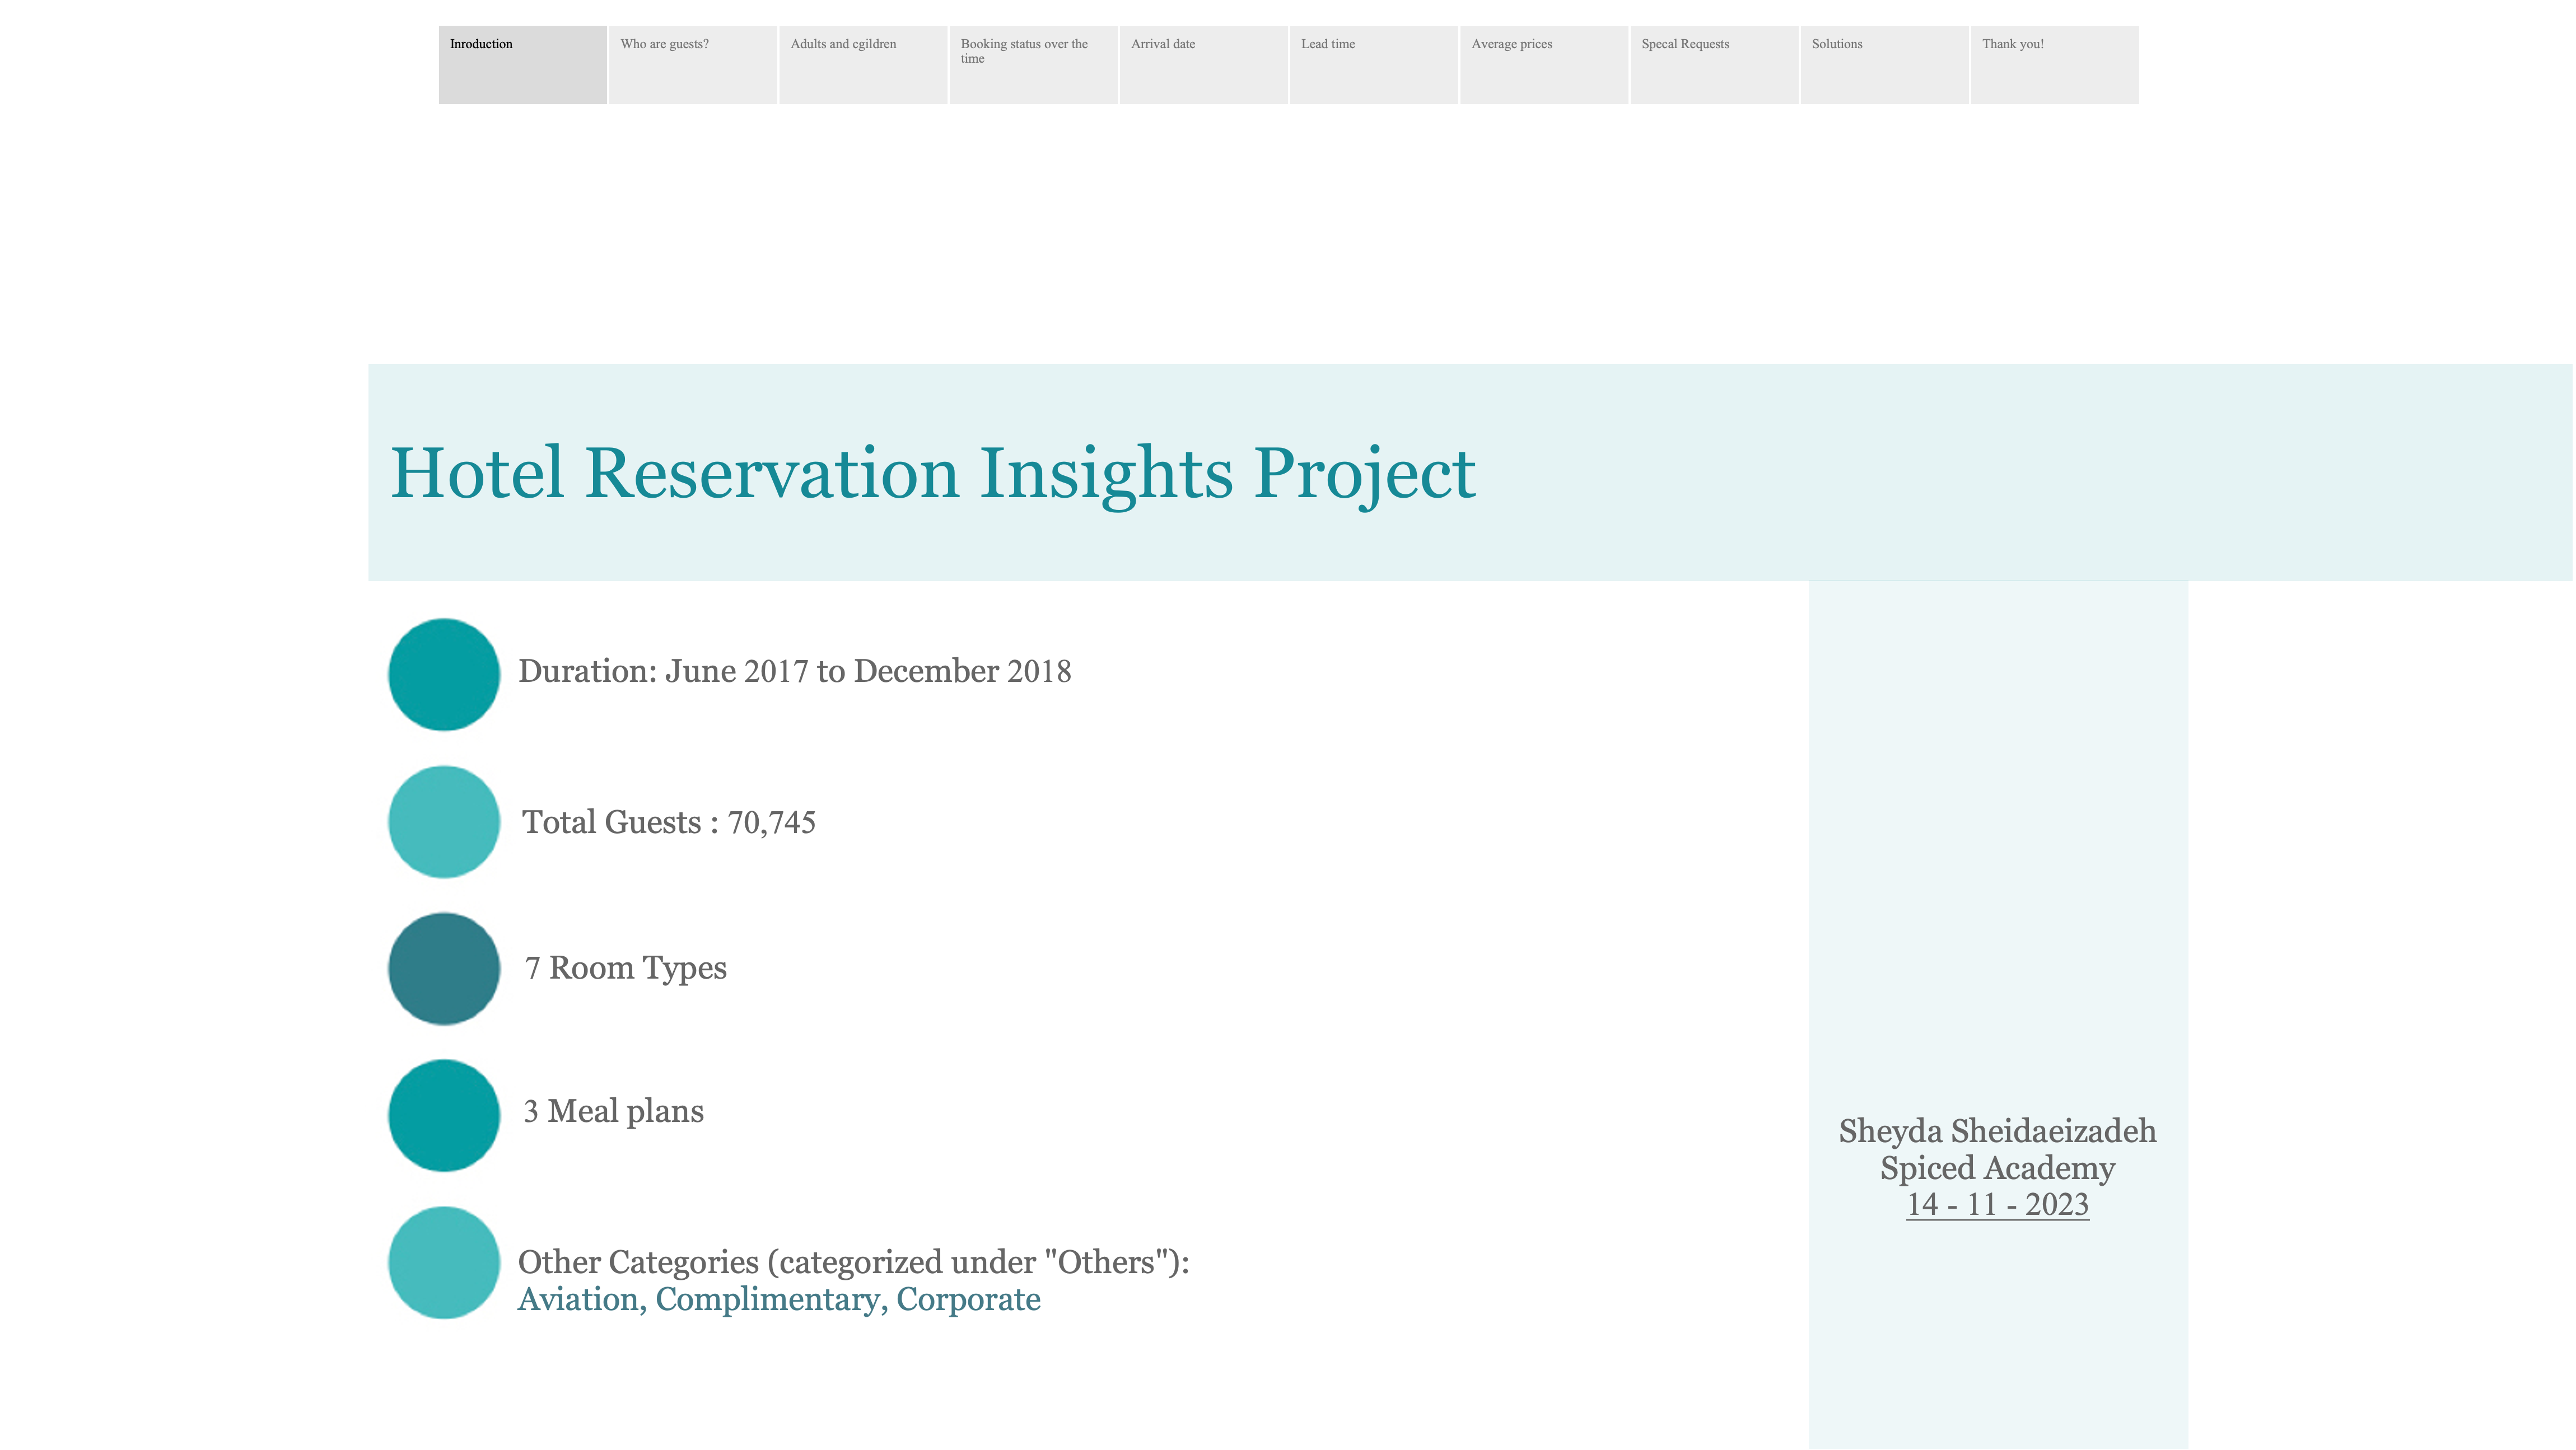 Inroduction
Who are guests?
Adults and cgildren
Booking status over the
time
Arrival date
Lead time
Average prices
Specal Requests
Solutions
Thank you!
Hotel Reservation Insights Project
Duration: June 2017 to December 2018
Total Guests : 70,745
7 Room Types
3 Meal plans
Other Categories (categorized under "Others"):
Aviation, Complimentary, Corporate
Sheyda Sheidaeizadeh
Spiced Academy
14 - 11 - 2023